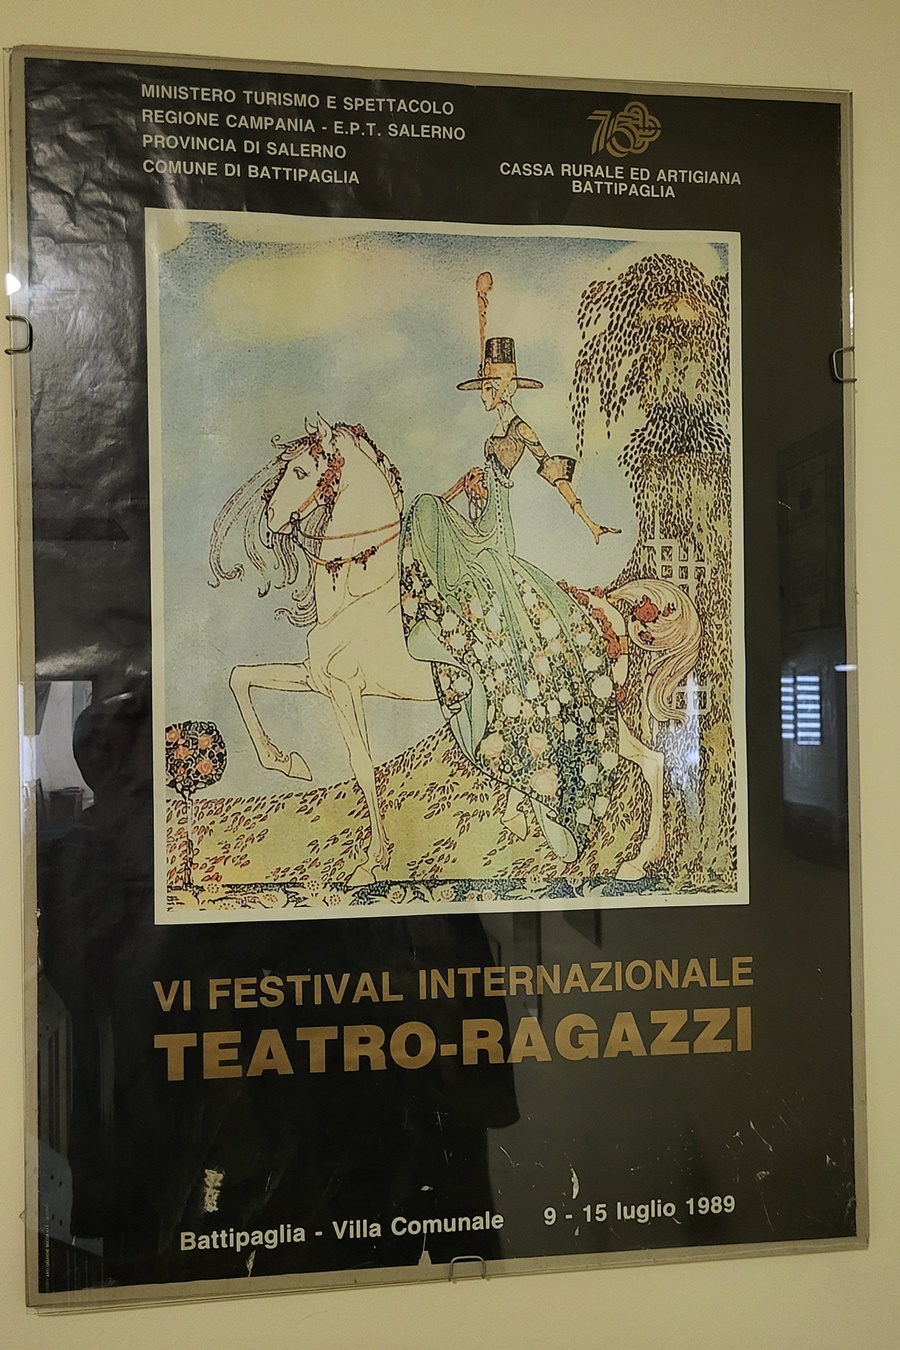 MINISTERO TURISMO E SPETTACOLO
REGIONE CAMPANIA - E.P.T. SALERNO
PROVINCIA DI SALERNO
COMUNE DI BATTIPAGLIA
75
CASSA RURALE ED ARTIGIANA
BATTIPAGLIA
VI FESTIVAL INTERNAZIONALE
TEATRO-RAGAZZI
Battipaglia - Villa Comunale 9 - 15 luglio 1989